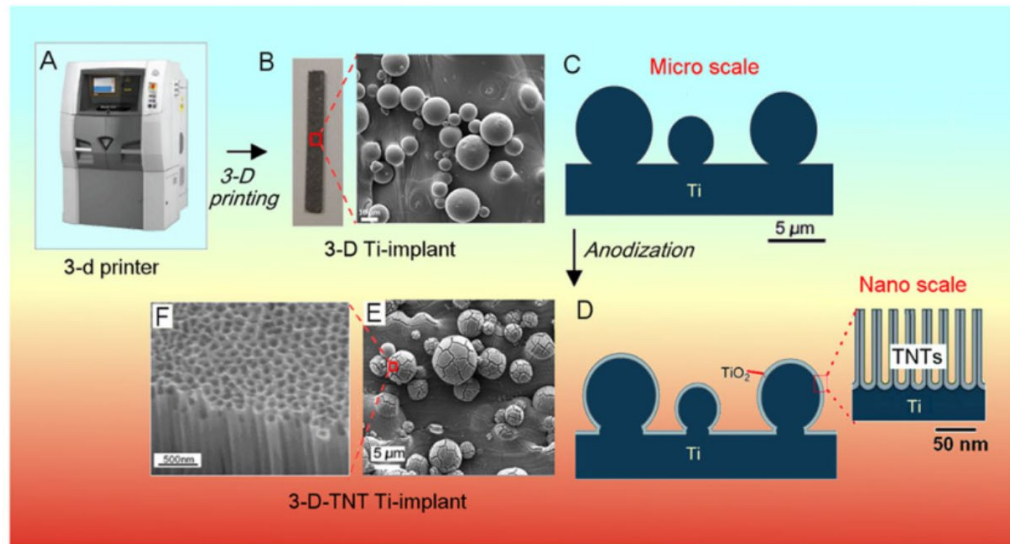 A
3-d printer
3-D
printing
B
3-D Ti-implant
C
Micro scale
Ti
5 µm
Anodization
D
TiO2
Ti
Nano scale
TNTs
Ti
50 nm
E
5 µm
F
500nm
3-D-TNT Ti-implant